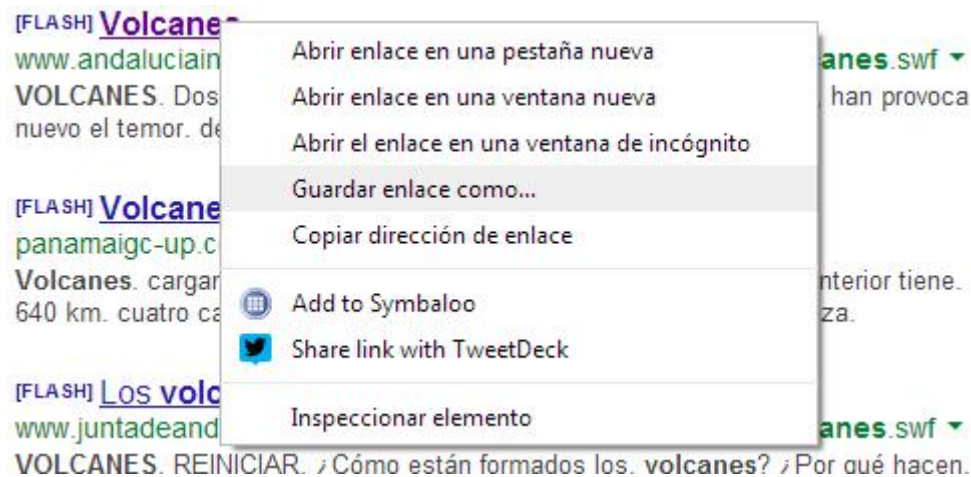 [FLASH] Volcanes
www.andaluciain
anes.swf
VOLCANES. Dos
, han provoca
nuevo el temor. de
[FLASH] Volcane
panamaigc-up.c
Volcanes. cargar
nterior tiene.
640 km. cuatro ca
za.
[FLASH] Los volc
www.juntadeand
anes.swf
VOLCANES. REINICIAR. ¿Cómo están formados los. volcanes? ¿Por qué hacen.
Abrir enlace en una pestaña nueva
Abrir enlace en una ventana nueva
Abrir el enlace en una ventana de incógnito
Guardar enlace como...
Copiar dirección de enlace
Add to Symbaloo
Share link with TweetDeck
Inspeccionar elemento